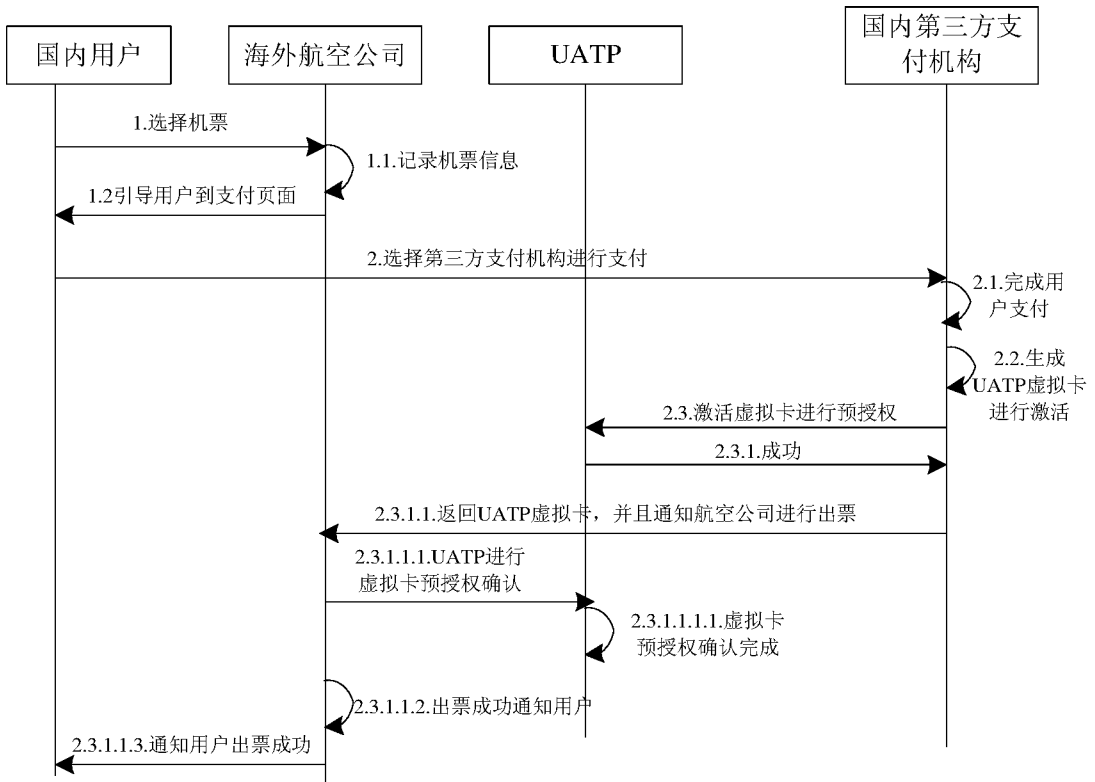 国内用户
海外航空公司
UATP
国内第三方支
付机构
1.选择机票
1.1.记录机票信息
1.2引导用户到支付页面
2.选择第三方支付机构进行支付
2.1.完成用
户支付
2.2.生成
UATP虚拟卡
进行激活
2.3.激活虚拟卡进行预授权
2.3.1.成功
2.3.1.1.返回UATP虚拟卡，并且通知航空公司进行出票
2.3.1.1.1.UATP进行
虚拟卡预授权确认
2.3.1.1.1.1.虚拟卡
预授权确认完成
2.3.1.1.2.出票成功通知用户
2.3.1.1.3.通知用户出票成功